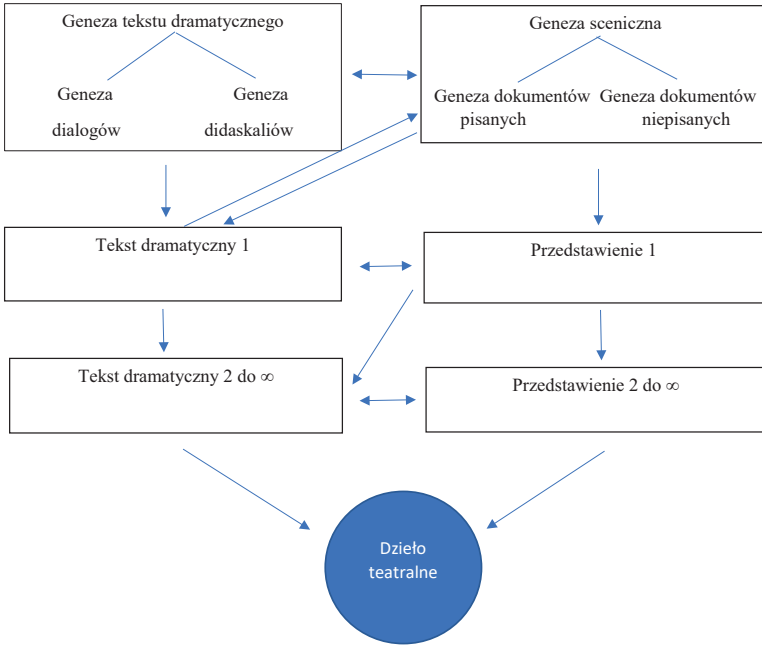 Geneza tekstu dramatycznego
Geneza
dialogów
Geneza
didaskaliów
Geneza sceniczna
Geneza dokumentów
pisanych
Geneza dokumentów
niepisanych
Tekst dramatyczny 1
Przedstawienie 1
Tekst dramatyczny 2 do ∞
Przedstawienie 2 do ∞
Dzieło
teatralne